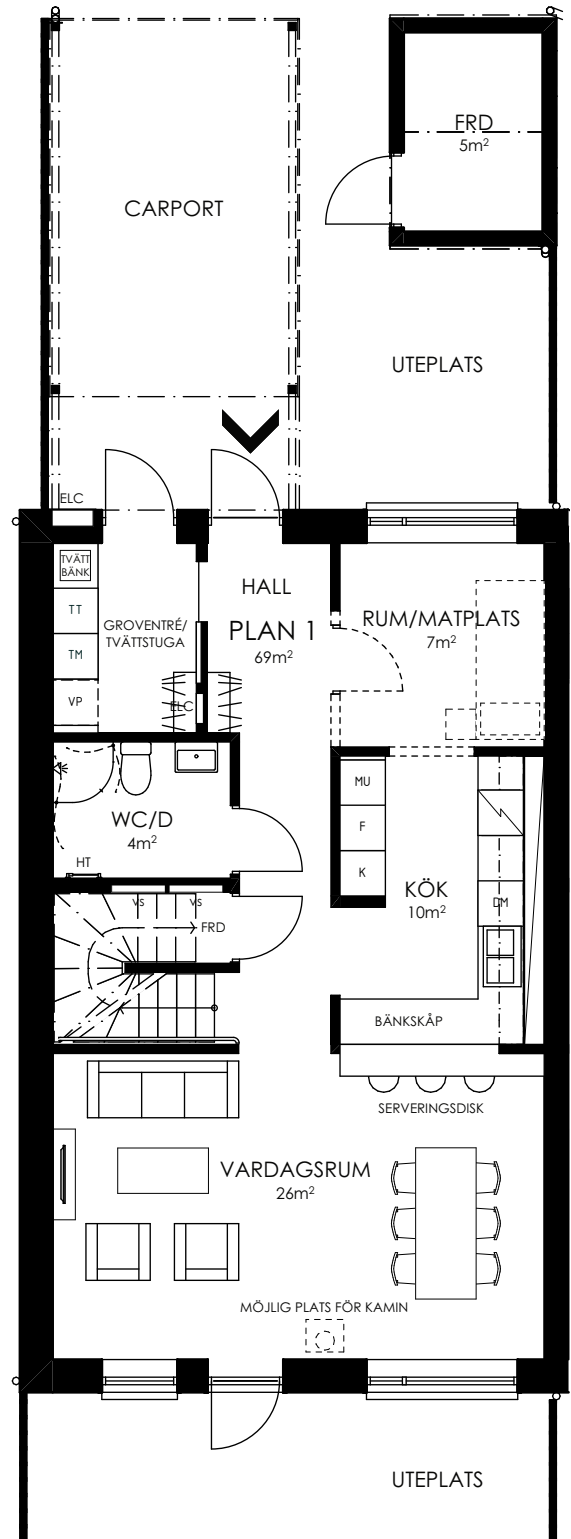 FRD
5m²
CARPORT
UTEPLATS
ELC
TVÄTT
BÄNK
TT
TM
VP
GROVENTRÉ/
TVÄTTSTUGA
ELC
HALL
PLAN 1
69m²
RUM/MATPLATS
7m²
WC/D
4m²
HT
VS
VS
FRD
MU
F
K
KÖK
10m²
DM
BÄNKSKÅP
SERVERINGSDISK
VARDAGSRUM
26m²
MÖJLIG PLATS FÖR KAMIN
UTEPLATS